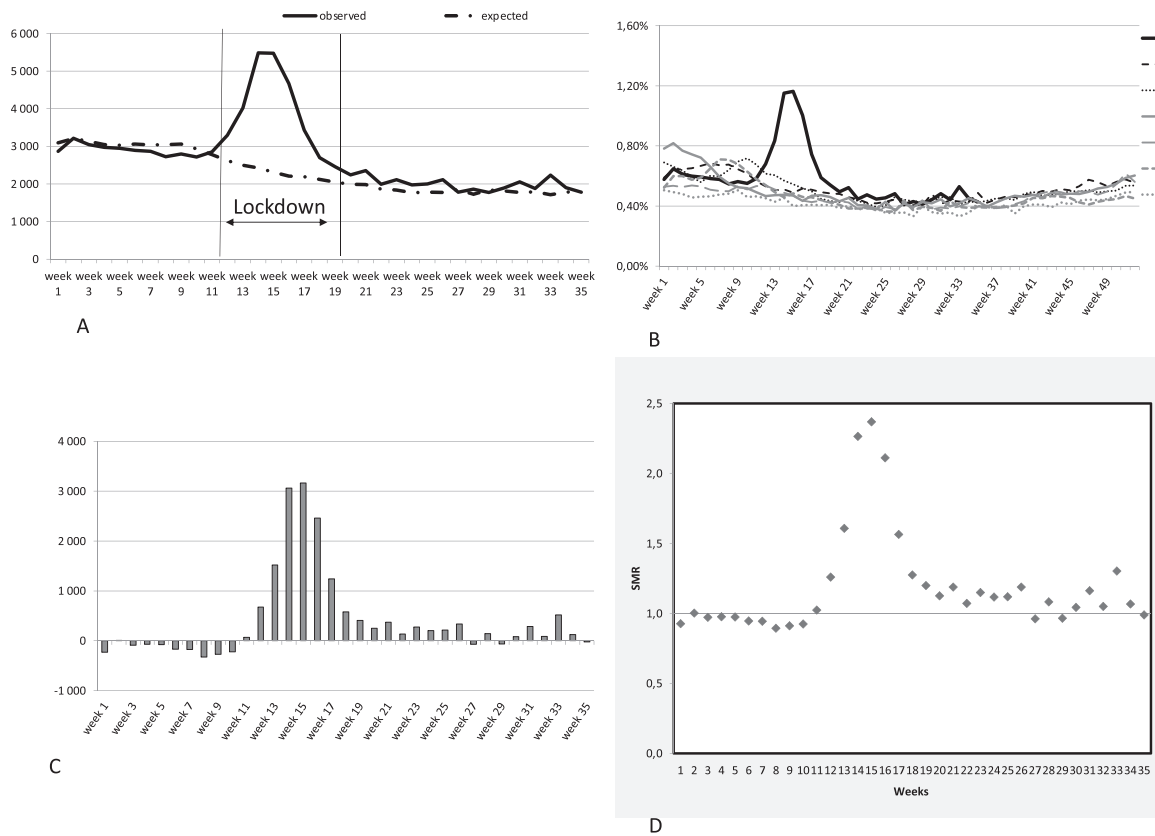 observed expected
6 000
5 000
4 000
3 000
2 000
1 000
0
Lockdown
week week week week week week week week week week week week week week week week week week
1 3 5 7 9 11 13 15 17 19 21 23 25 27 29 31 33 35
A
1,60%
1,20%
0,80%
0,40%
0,00%
week 1 week 5 week 9 week 13 week 17 week 21 week 25 week 29 week 33 week 37 week 41 week 45 week 49
B
4 000
3 000
2 000
1 000
0
-1 000
week 1 week 3 week 5 week 7 week 9 week 11 week 13 week 15 week 17 week 19 week 21 week 23 week 25 week 27 week 29 week 31 week 33 week 35
C
2,5
2,0
1,5
1,0
0,5
0,0
SMR
1 2 3 4 5 6 7 8 9 10 11 12 13 14 15 16 17 18 19 20 21 22 23 24 25 26 27 28 29 30 31 32 33 34 35
Weeks
D